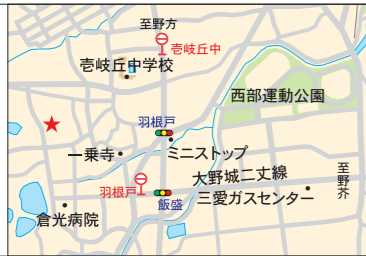 至野方
壱岐丘中
壱岐丘中学校
西部運動公園
羽根戸
一乗寺
ミニストップ
羽根戸
大野城二丈線
至野芥
飯盛
三愛ガスセンター
倉光病院